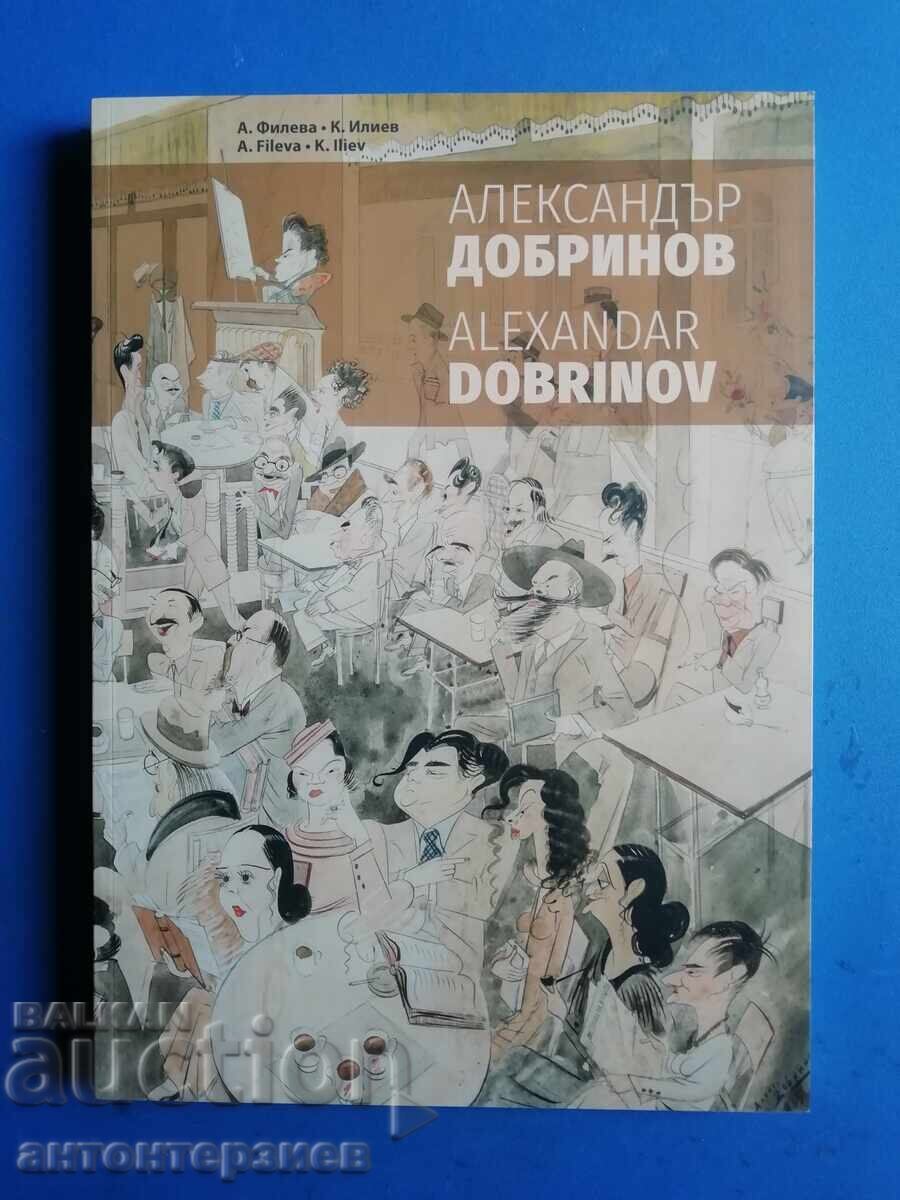 А. Филева • К. Илиев
A. Fileva • K. Iliev
АЛЕКСАНДЪР
ДОБРИНОВ
ALEXANDAR
DOBRINOV
BALKAN
auction
антонтерзиев